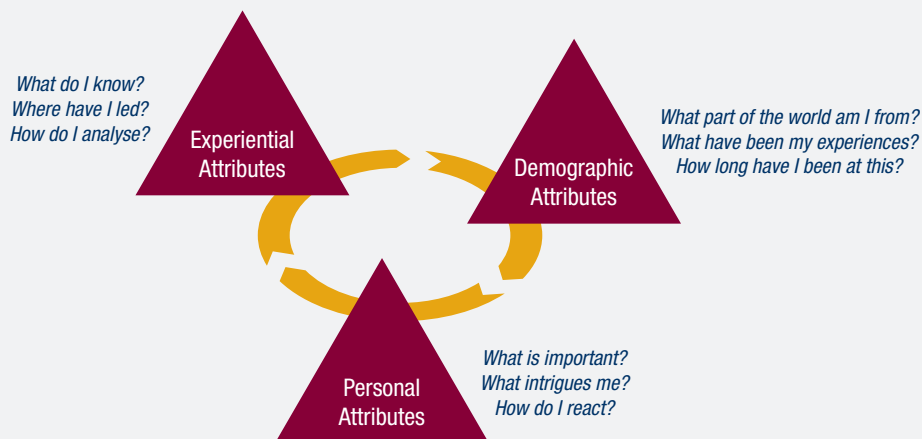 What do I know?
Where have I led?
How do I analyse?
Experiential
Attributes
What part of the world am I from?
What have been my experiences?
How long have I been at this?
Demographic
Attributes
What is important?
What intrigues me?
How do I react?
Personal
Attributes